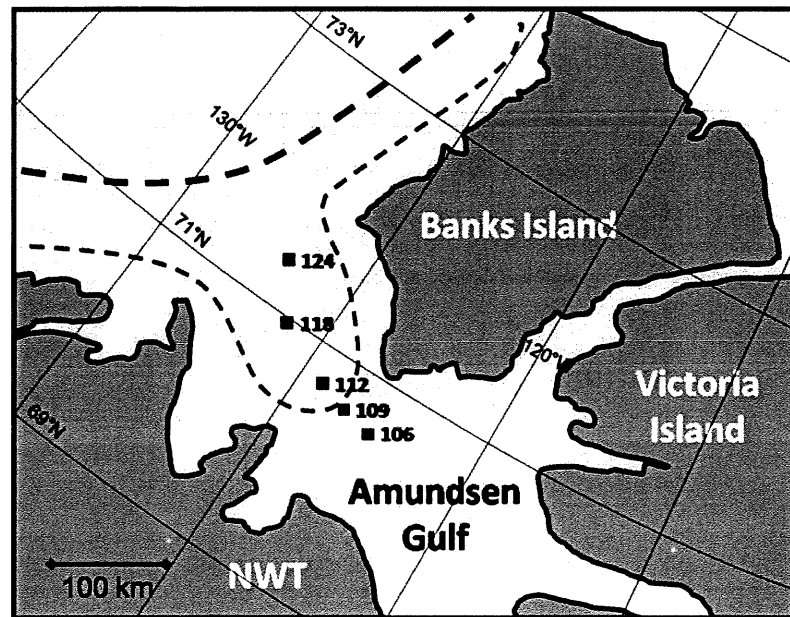 73°N
130°W
71°N
Banks Island
124
118
120°W
112
109
106
69°N
Victoria
Island
Amundsen
Gulf
NWT
100 km